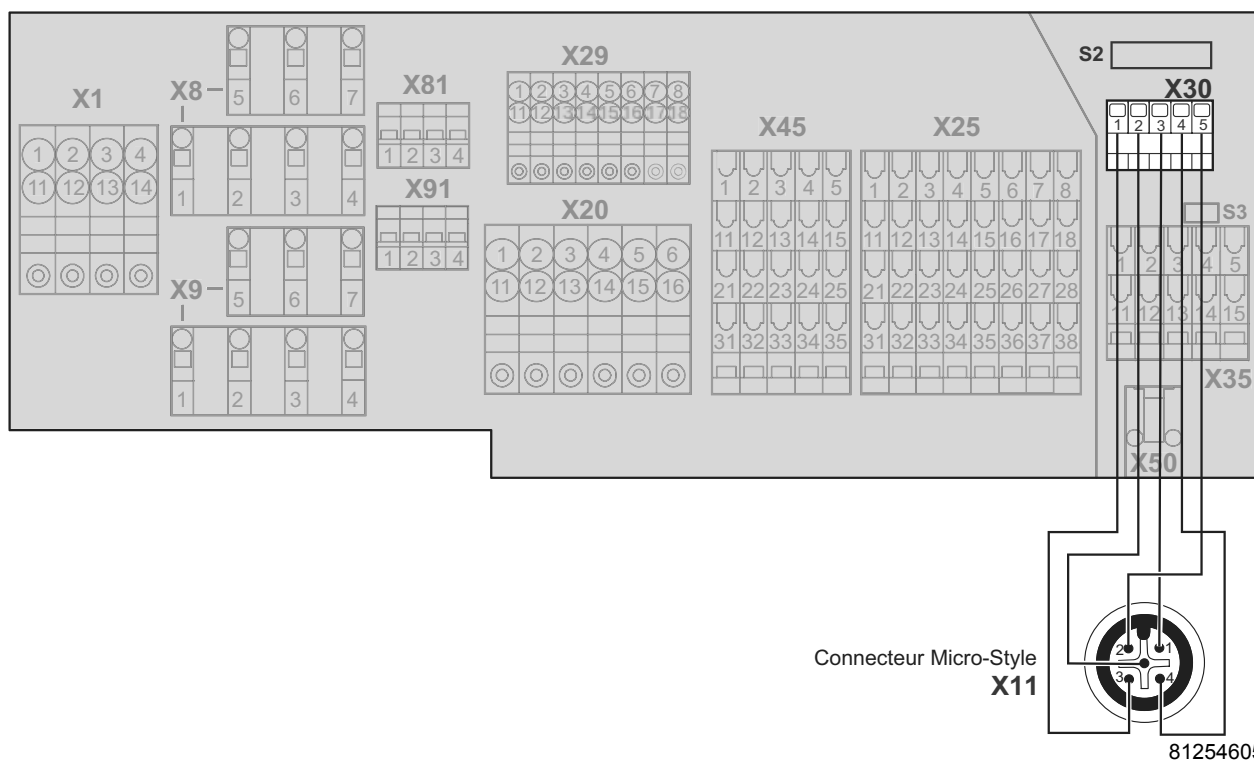 X1
1 2 3 4
11 12 13 14
X8
5 6 7
1 2 3 4
X9
5 6 7
1 2 3 4
X81
1 2 3 4
X91
1 2 3 4
X29
1 2 3 4 5 6 7 8
11 12 13 14 15 16 17 18
X20
1 2 3 4 5 6
11 12 13 14 15 16
X45
1 2 3 4 5
11 12 13 14 15
21 22 23 24 25
31 32 33 34 35
X25
1 2 3 4 5 6 7 8
11 12 13 14 15 16 17 18
21 22 23 24 25 26 27 28
31 32 33 34 35 36 37 38
S2
X30
1 2 3 4 5
S3
1 2 3 4 5
11 12 13 14 15
X35
X50
Connecteur Micro-Style
X11
2 1
3 4
81254605